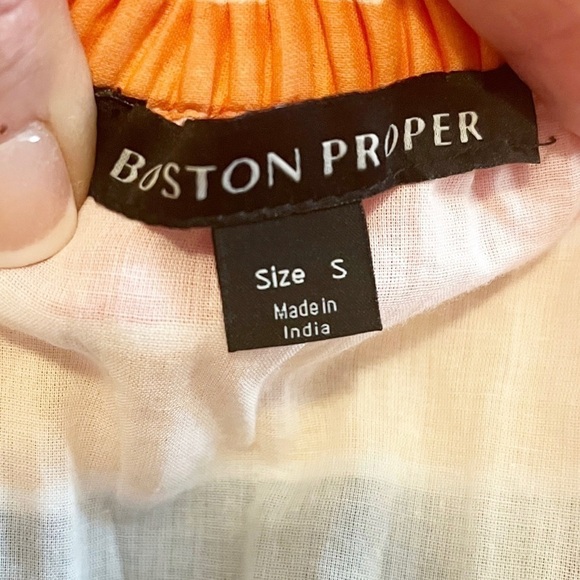 BOSTON PROPER
Size S
Made in
India